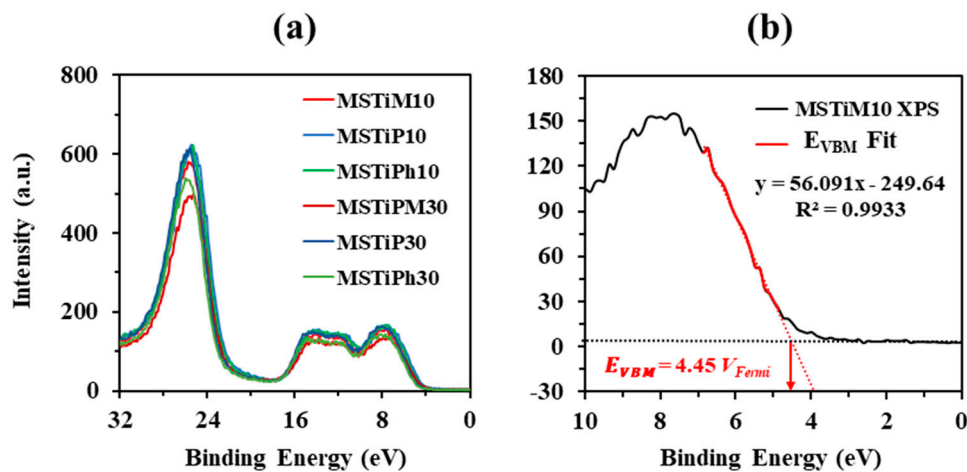 (a)
800
600
400
200
0
Intensity (a.u.)
MSTiM10
MSTiP10
MSTiPh10
MSTiPM30
MSTiP30
MSTiPh30
32 24 16 8 0
Binding Energy (eV)
(b)
180
150
120
90
60
30
0
-30
MSTiM10 XPS
EVBM Fit
y = 56.091x - 249.64
R² = 0.9933
EVBM = 4.45 VFermi
10 8 6 4 2 0
Binding Energy (eV)